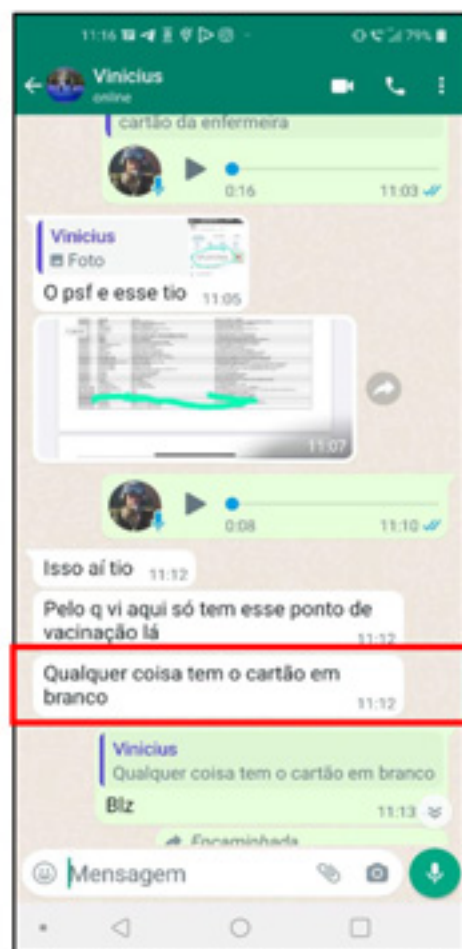 11:16
79%
Vinicius
online
cartão da enfermeira
0:16 11:03
Vinicius
Foto
O psf e esse tio 11:05
11:07
0:08 11:10
Isso aí tio 11:12
Pelo q vi aqui só tem esse ponto de
vacinação lá 11:12
Qualquer coisa tem o cartão em
branco 11:12
Vinicius
Qualquer coisa tem o cartão em branco
Blz 11:13
Encaminhada
Mensagem